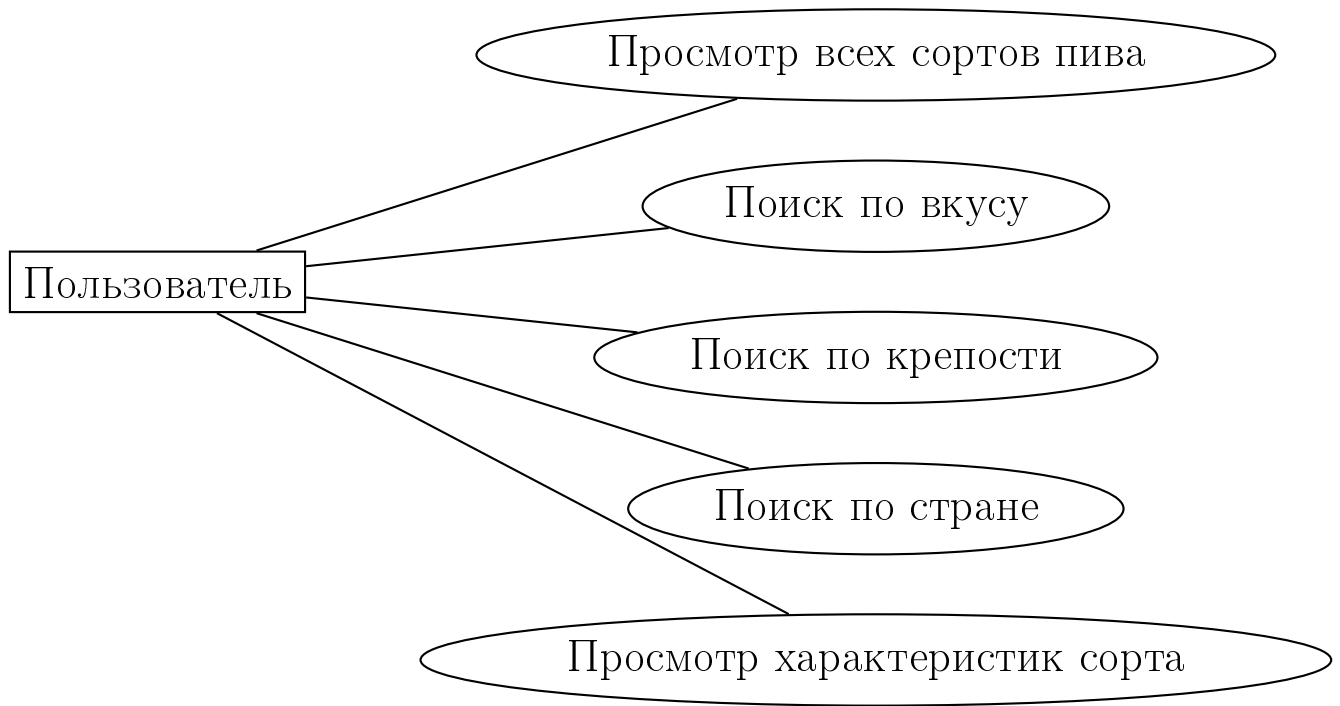 Просмотр всех сортов пива
Поиск по вкусу
Пользователь
Поиск по крепости
Поиск по стране
Просмотр характеристик сорта